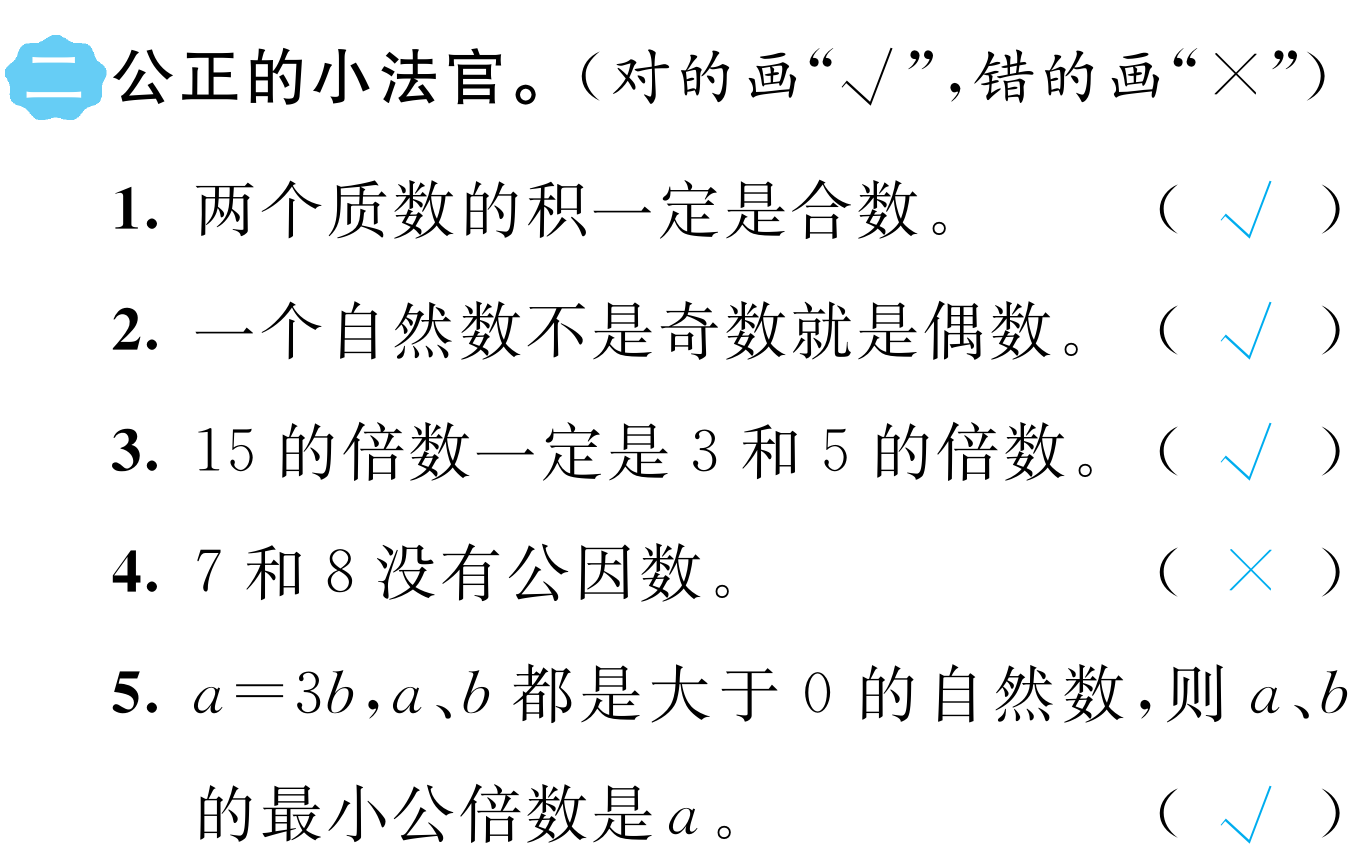 二 公正的小法官。(对的画“√”,错的画“×”)
1. 两个质数的积一定是合数。 ( √ )
2. 一个自然数不是奇数就是偶数。 ( √ )
3. 15 的倍数一定是 3 和 5 的倍数。 ( √ )
4. 7 和 8 没有公因数。 ( × )
5. a=3b,a、b 都是大于 0 的自然数,则 a、b
的最小公倍数是 a。 ( √ )